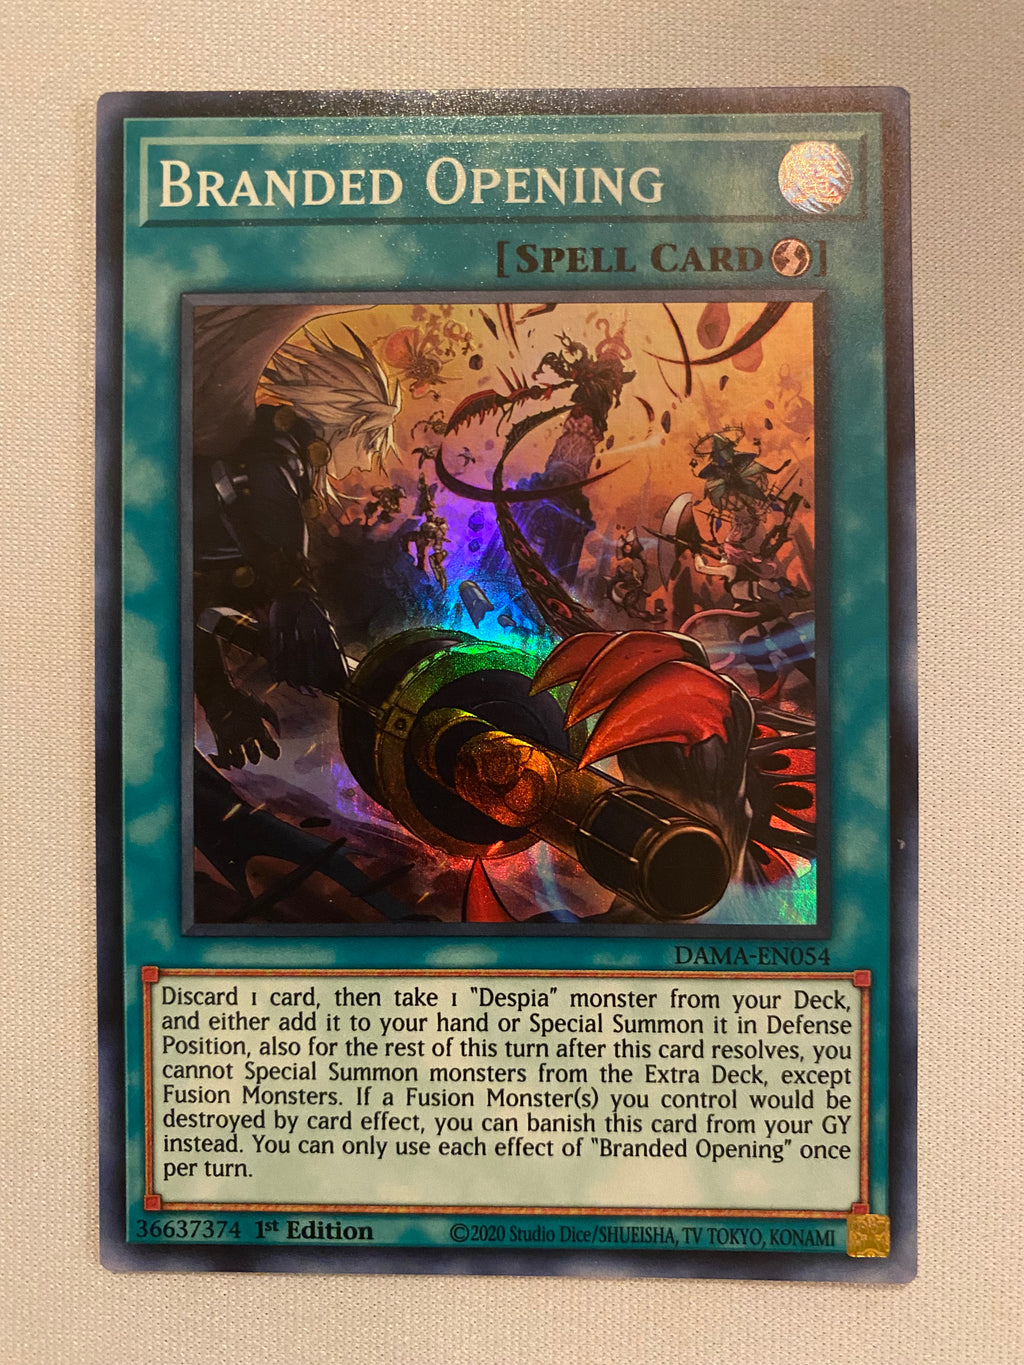 BRANDED OPENING
[SPELL CARD]
DAMA-EN054
Discard 1 card, then take 1 "Despia" monster from your Deck,
and either add it to your hand or Special Summon it in Defense
Position, also for the rest of this turn after this card resolves, you
cannot Special Summon monsters from the Extra Deck, except
Fusion Monsters. If a Fusion Monster(s) you control would be
destroyed by card effect, you can banish this card from your GY
instead. You can only use each effect of "Branded Opening" once
per turn.
36637374 1st Edition ©2020 Studio Dice/SHUEISHA, TV TOKYO, KONAMI